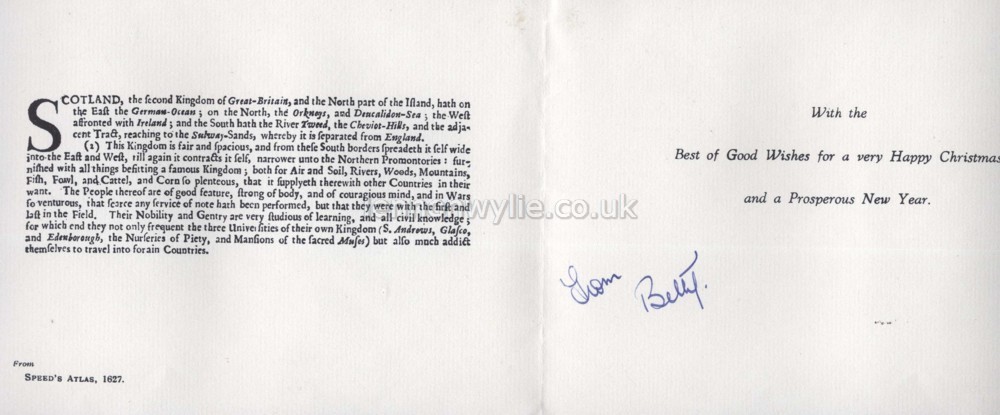 SCOTLAND, the ſecond Kingdom of Great-Britain, and the North part of the Iſland, hath on
the Eaſt the German-Ocean; on the North, the Orkneys, and Deucalidon-Sea; the Weſt
affronted with Ireland; and the South hath the River Tweed, the Cheviot-Hills, and the adja-
cent Tract, reaching to the Sulway-Sands, whereby it is ſeparated from England.
(1) This Kingdom is fair and ſpacious, and from theſe South borders ſpreadeth it ſelf wide
into the Eaſt and Weſt, till again it contracts it ſelf, narrower unto the Northern Promontories: fur-
niſhed with all things befitting a famous Kingdom; both for Air and Soil, Rivers, Woods, Mountains,
Fiſh, Fowl, and Cattel, and Corn ſo plenteous, that it ſupplyeth therewith other Countries in their
want. The People thereof are of good feature, ſtrong of body, and of couragious mind, and in Wars
ſo venturous, that ſcarce any ſervice of note hath been performed, but that they were with the firſt and
laſt in the Field. Their Nobility and Gentry are very ſtudious of learning, and all civil knowledge;
for which end they not only frequent the three Univerſities of their own Kingdom (S. Andrews, Glaſco,
and Edenborough, the Nurſeries of Piety, and Manſions of the ſacred Muſes) but alſo much addict
themſelves to travel into forain Countries.
From
SPEED'S ATLAS, 1627.
With the
Best of Good Wishes for a very Happy Christmas
and a Prosperous New Year.
From Betty.
wylie.co.uk